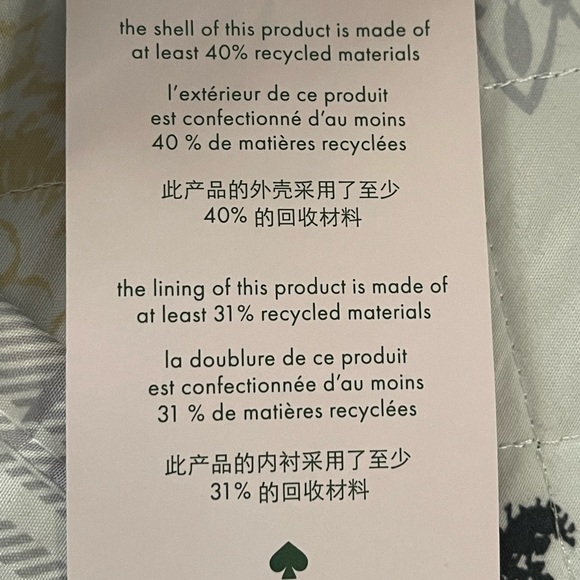 the shell of this product is made of
at least 40% recycled materials
l'extérieur de ce produit
est confectionné d'au moins
40 % de matières recyclées
此产品的外壳采用了至少
40% 的回收材料
the lining of this product is made of
at least 31% recycled materials
la doublure de ce produit
est confectionnée d'au moins
31 % de matières recyclées
此产品的内衬采用了至少
31% 的回收材料